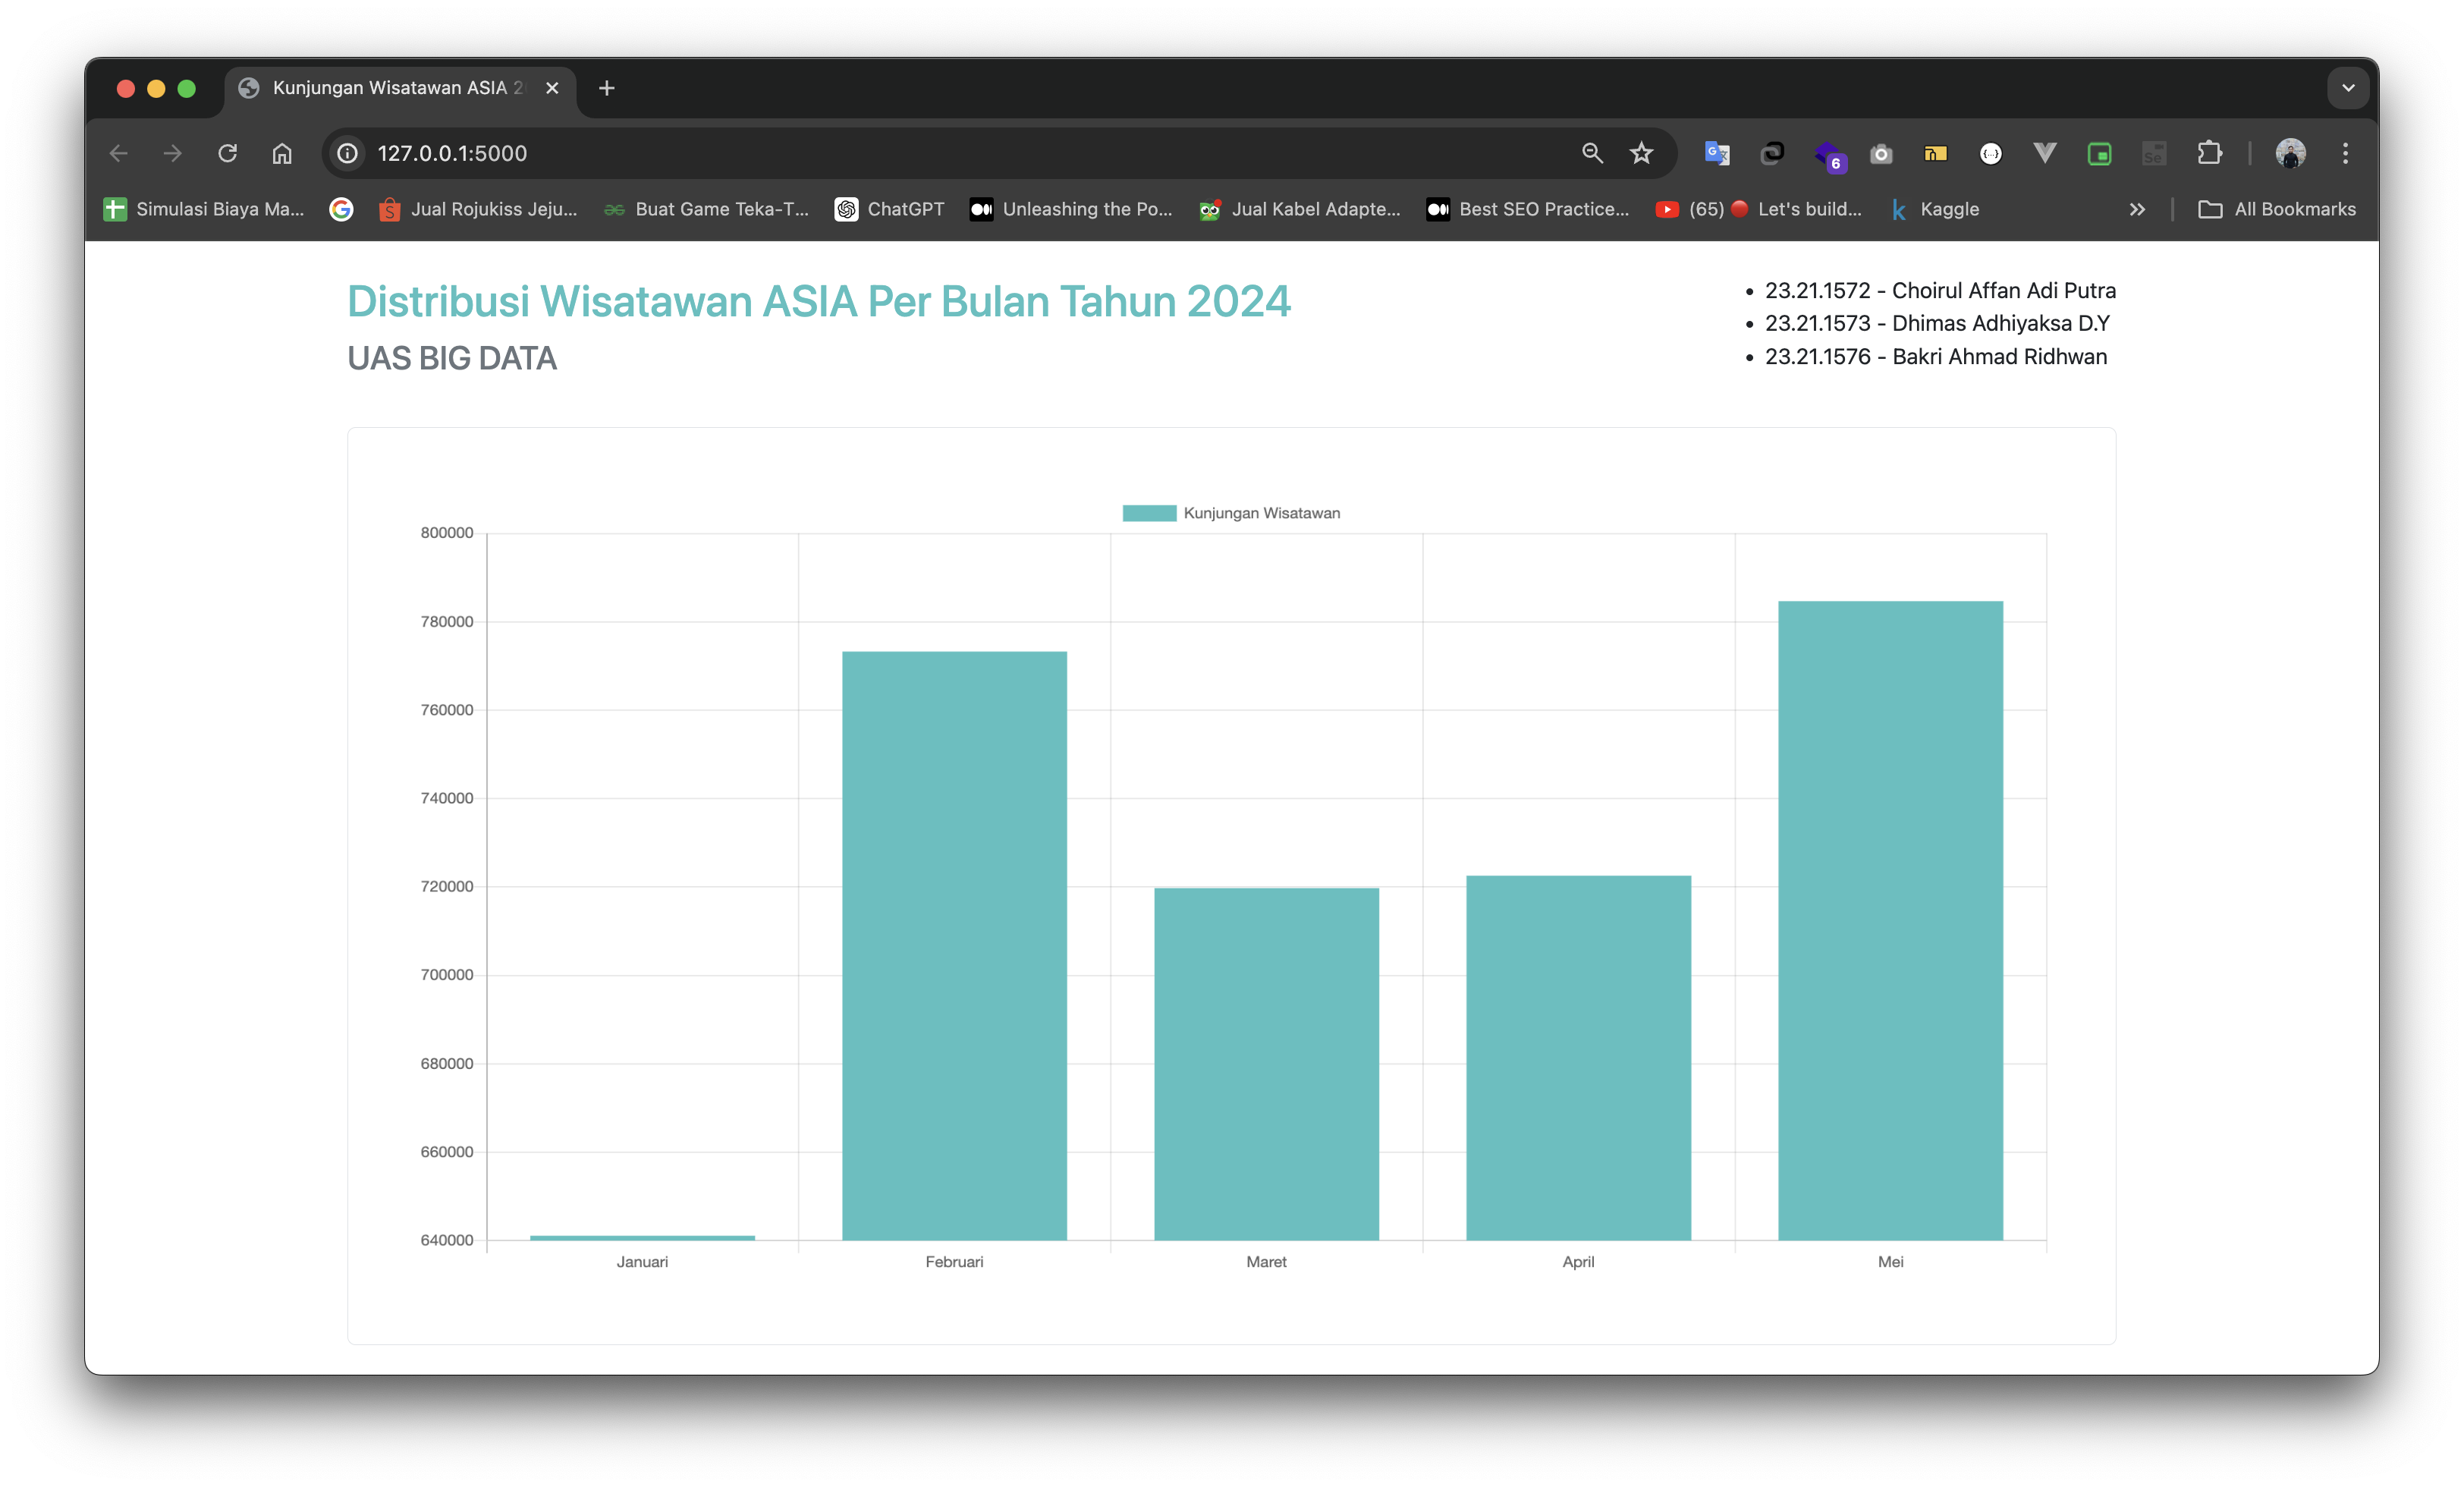 Kunjungan Wisatawan ASIA 2
127.0.0.1:5000
6
Simulasi Biaya Ma...
Jual Rojukiss Jeju...
Buat Game Teka-T...
ChatGPT
Unleashing the Po...
Jual Kabel Adapte...
Best SEO Practice...
(65) 🔴 Let's build...
Kaggle
All Bookmarks
Distribusi Wisatawan ASIA Per Bulan Tahun 2024
UAS BIG DATA
• 23.21.1572 - Choirul Affan Adi Putra
• 23.21.1573 - Dhimas Adhiyaksa D.Y
• 23.21.1576 - Bakri Ahmad Ridhwan
Kunjungan Wisatawan
800000
780000
760000
740000
720000
700000
680000
660000
640000
Januari
Februari
Maret
April
Mei